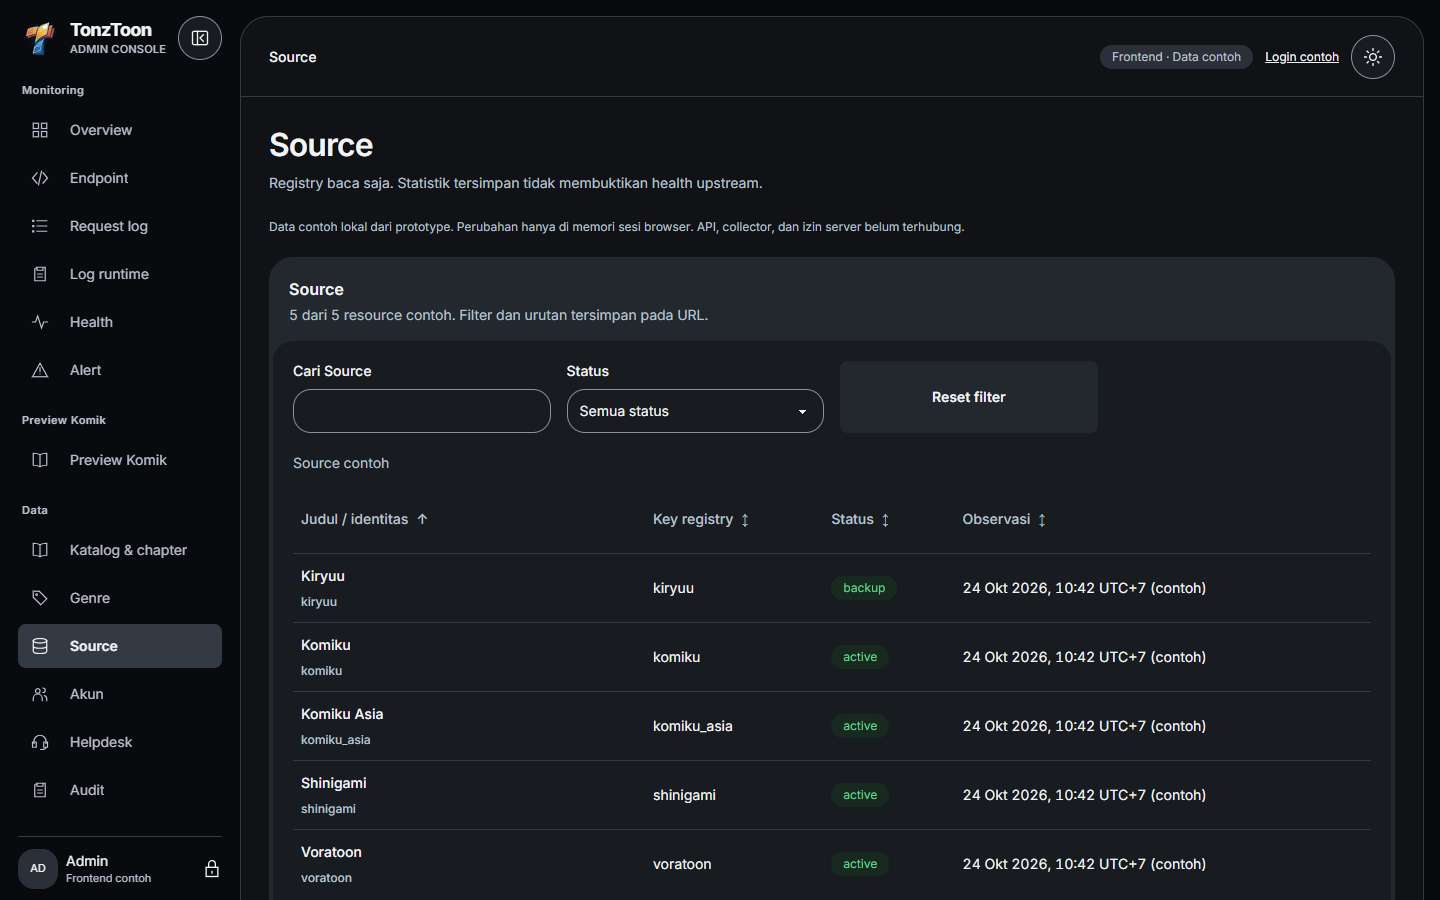 TonzToon
ADMIN CONSOLE
Monitoring
Overview
Endpoint
Request log
Log runtime
Health
Alert
Preview Komik
Preview Komik
Data
Katalog & chapter
Genre
Source
Akun
Helpdesk
Audit
AD
Admin
Frontend contoh
Source
Frontend · Data contoh
Login contoh
Source
Registry baca saja. Statistik tersimpan tidak membuktikan health upstream.
Data contoh lokal dari prototype. Perubahan hanya di memori sesi browser. API, collector, dan izin server belum terhubung.
Source
5 dari 5 resource contoh. Filter dan urutan tersimpan pada URL.
Cari Source
Status
Semua status
Reset filter
Source contoh
Judul / identitas ↑ Key registry ↕ Status ↕ Observasi ↕
Kiryuu
kiryuu
kiryuu backup 24 Okt 2026, 10:42 UTC+7 (contoh)
Komiku
komiku
komiku active 24 Okt 2026, 10:42 UTC+7 (contoh)
Komiku Asia
komiku_asia
komiku_asia active 24 Okt 2026, 10:42 UTC+7 (contoh)
Shinigami
shinigami
shinigami active 24 Okt 2026, 10:42 UTC+7 (contoh)
Voratoon
voratoon
voratoon active 24 Okt 2026, 10:42 UTC+7 (contoh)